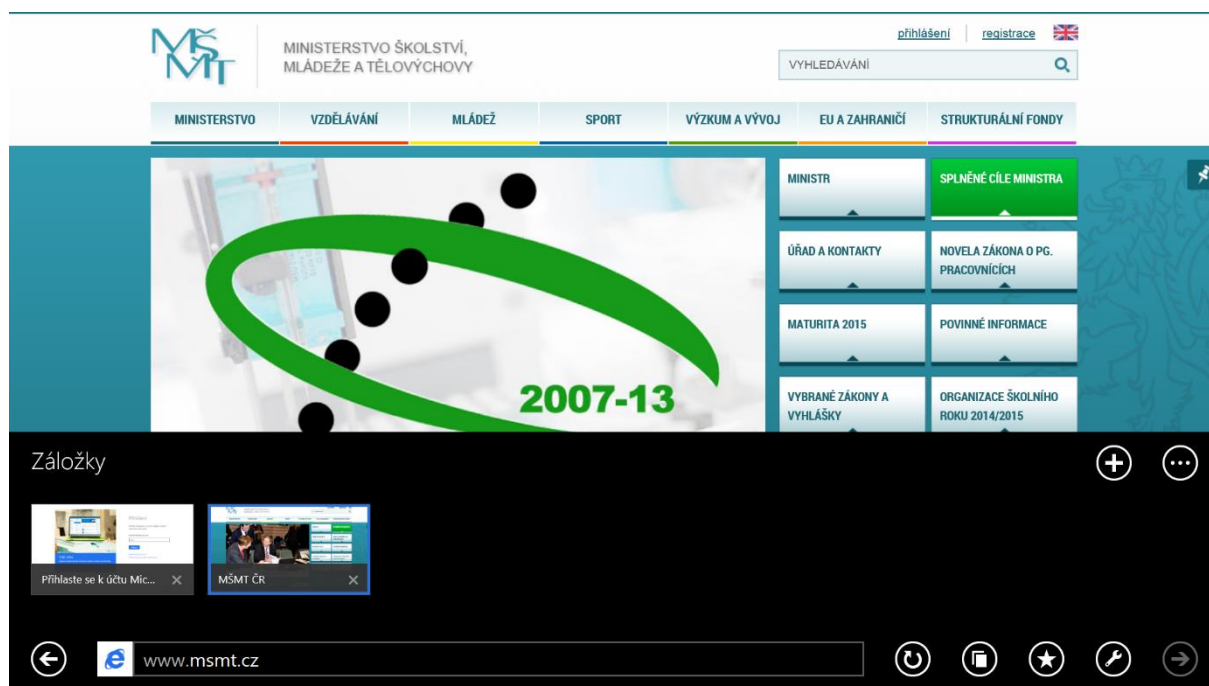 MŠMT
MINISTERSTVO ŠKOLSTVÍ,
MLÁDEŽE A TĚLOVÝCHOVY
přihlášení
registrace
VYHLEDÁVÁNÍ
MINISTERSTVO
VZDĚLÁVÁNÍ
MLÁDEŽ
SPORT
VÝZKUM A VÝVOJ
EU A ZAHRANIČÍ
STRUKTURÁLNÍ FONDY
2007-13
MINISTR
SPLNĚNÉ CÍLE MINISTRA
ÚŘAD A KONTAKTY
NOVELA ZÁKONA O PG.
PRACOVNÍCÍCH
MATURITA 2015
POVINNÉ INFORMACE
VYBRANÉ ZÁKONY A
VYHLÁŠKY
ORGANIZACE ŠKOLNÍHO
ROKU 2014/2015
Záložky
Přihlaste se k účtu Mic...
MŠMT ČR
www.msmt.cz